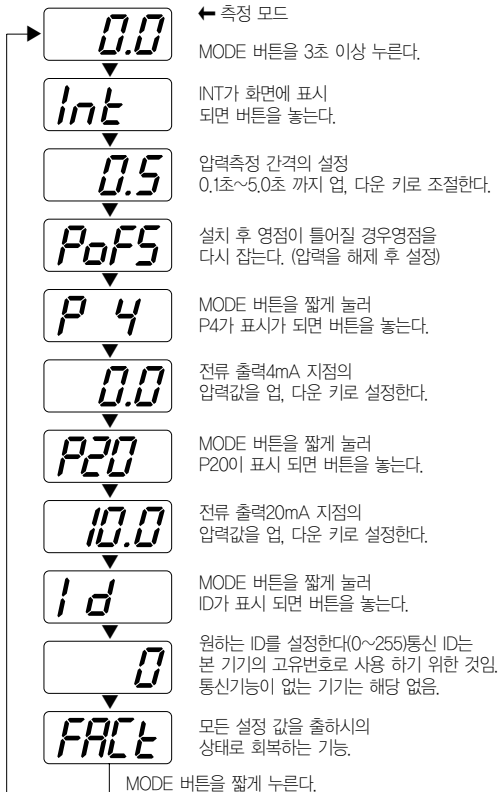 0.0
← 측정 모드
MODE 버튼을 3초 이상 누른다.
Int
INT가 화면에 표시
되면 버튼을 놓는다.
0.5
압력측정 간격의 설정
0.1초~5.0초 까지 업, 다운 키로 조절한다.
PoFS
설치 후 영점이 틀어질 경우영점을
다시 잡는다. (압력을 해제 후 설정)
P 4
MODE 버튼을 짧게 눌러
P4가 표시가 되면 버튼을 놓는다.
0.0
전류 출력4mA 지점의
압력값을 업, 다운 키로 설정한다.
P20
MODE 버튼을 짧게 눌러
P20이 표시 되면 버튼을 놓는다.
10.0
전류 출력20mA 지점의
압력값을 업, 다운 키로 설정한다.
Id
MODE 버튼을 짧게 눌러
ID가 표시 되면 버튼을 놓는다.
0
원하는 ID를 설정한다(0~255)통신 ID는
본 기기의 고유번호로 사용 하기 위한 것임.
통신기능이 없는 기기는 해당 없음.
FACt
모든 설정 값을 출하시의
상태로 회복하는 기능.
MODE 버튼을 짧게 누른다.